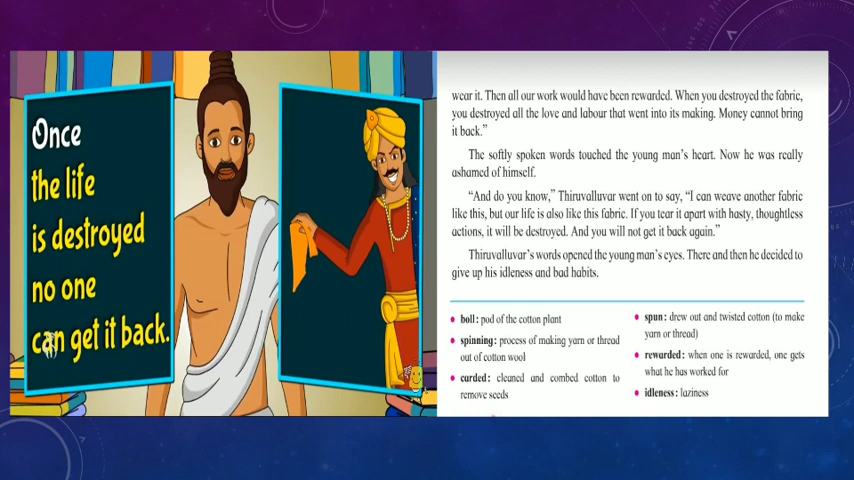 Once
the life
is destroyed
no one
can get it back.
wear it. Then all our work would have been rewarded. When you destroyed the fabric,
you destroyed all the love and labour that went into its making. Money cannot bring
it back.”
The softly spoken words touched the young man’s heart. Now he was really
ashamed of himself.
“And do you know,” Thiruvalluvar went on to say, “I can weave another fabric
like this, but our life is also like this fabric. If you tear it apart with hasty, thoughtless
actions, it will be destroyed. And you will not get it back again.”
Thiruvalluvar’s words opened the young man’s eyes. There and then he decided to
give up his idleness and bad habits.
• boll: pod of the cotton plant
• spinning: process of making yarn or thread
out of cotton wool
• carded: cleaned and combed cotton to
remove seeds
• spun: drew out and twisted cotton (to make
yarn or thread)
• rewarded: when one is rewarded, one gets
what he has worked for
• idleness: laziness